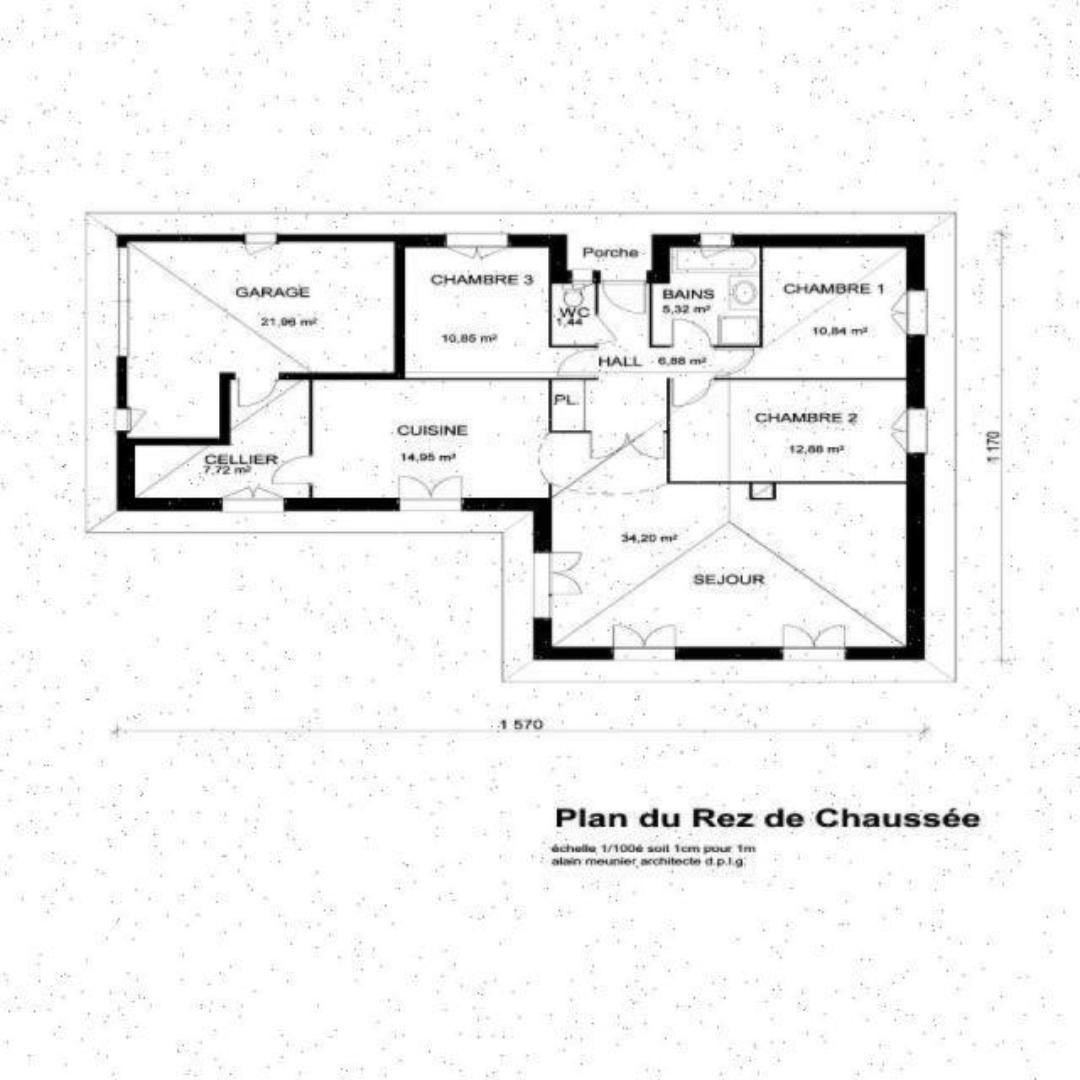 Porche
CHAMBRE 3
GARAGE
BAINS
CHAMBRE 1
5,32 m²
WC
1,44
21,96 m²
10,84 m²
10,85 m²
HALL
6,88 m²
PL.
CHAMBRE 2
CUISINE
12,88 m²
14,95 m²
CELLIER
7,72 m²
1 170
34,20 m²
SEJOUR
1 570
Plan du Rez de Chaussée
échelle 1/100è soit 1cm pour 1m
alain meunier architecte d.p.l.g.